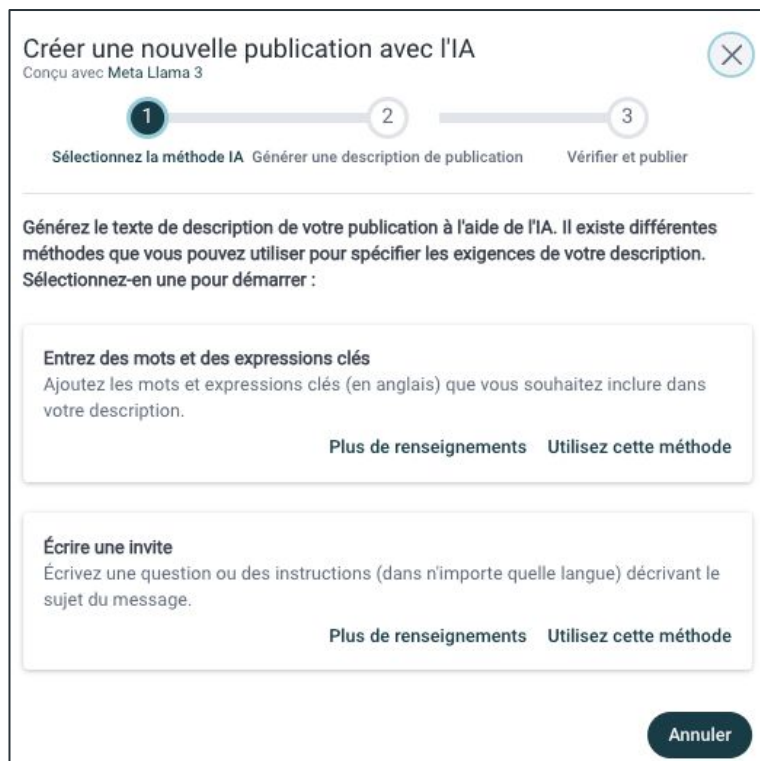 Créer une nouvelle publication avec l'IA
Conçu avec Meta Llama 3
1
2
3
Sélectionnez la méthode IA
Générer une description de publication
Vérifier et publier
Générez le texte de description de votre publication à l'aide de l'IA. Il existe différentes
méthodes que vous pouvez utiliser pour spécifier les exigences de votre description.
Sélectionnez-en une pour démarrer :
Entrez des mots et des expressions clés
Ajoutez les mots et expressions clés (en anglais) que vous souhaitez inclure dans
votre description.
Plus de renseignements
Utilisez cette méthode
Écrire une invite
Écrivez une question ou des instructions (dans n'importe quelle langue) décrivant le
sujet du message.
Plus de renseignements
Utilisez cette méthode
Annuler